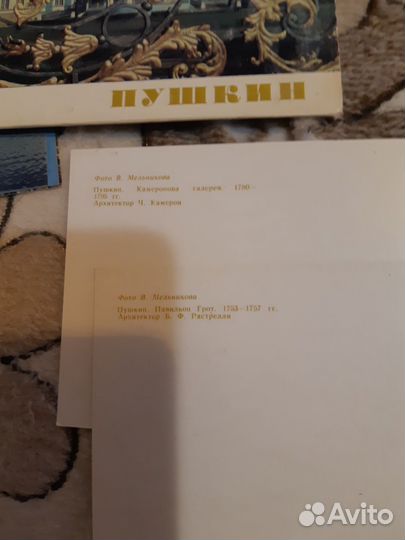 ПУШКИН
Фото В. Мельникова
Пушкин. Камеронова галерея. 1780—
1795 гг.
Архитектор Ч. Камерон
Фото В. Мельникова
Пушкин. Павильон Грот. 1753—1757 гг.
Архитектор Б. Ф. Растрелли
Avito